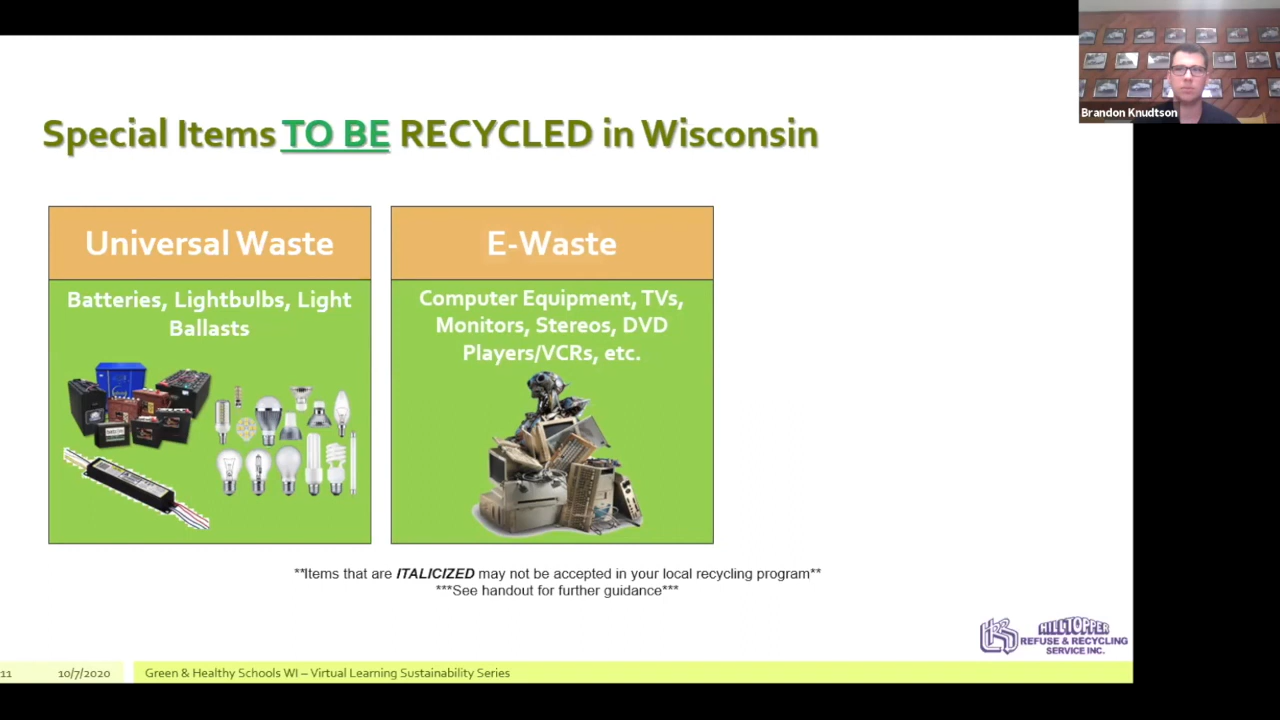 Brandon Knudtson
Special Items TO BE RECYCLED in Wisconsin
Universal Waste
Batteries, Lightbulbs, Light
Ballasts
E-Waste
Computer Equipment, TVs,
Monitors, Stereos, DVD
Players/VCRs, etc.
**Items that are ITALICIZED may not be accepted in your local recycling program**
***See handout for further guidance***
HILLTOPPER
REFUSE & RECYCLING
SERVICE INC.
11
10/7/2020
Green & Healthy Schools WI – Virtual Learning Sustainability Series